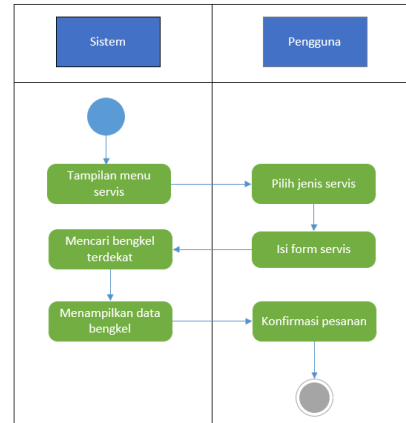 Sistem
Pengguna
Tampilan menu
servis
Pilih jenis servis
Mencari bengkel
terdekat
Isi form servis
Menampilkan data
bengkel
Konfirmasi pesanan